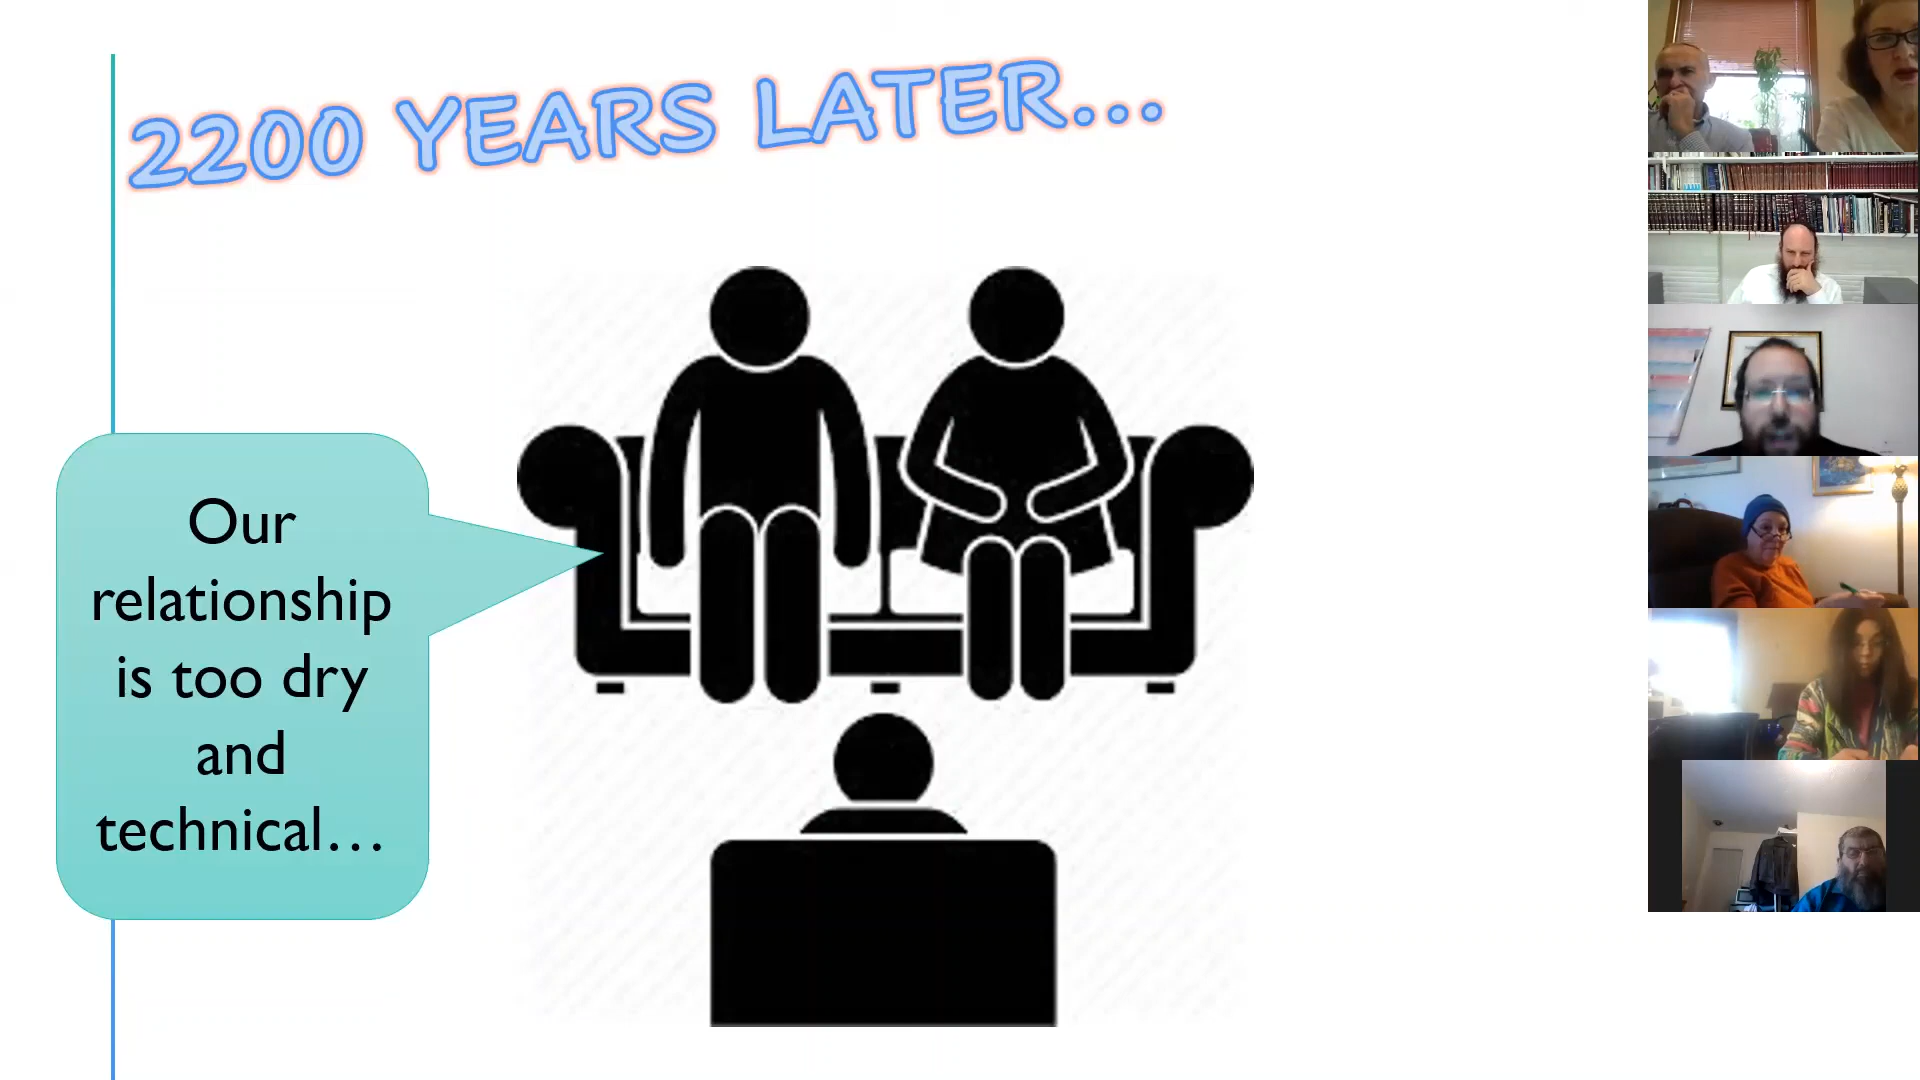 2200 YEARS LATER...
Our
relationship
is too dry
and
technical...